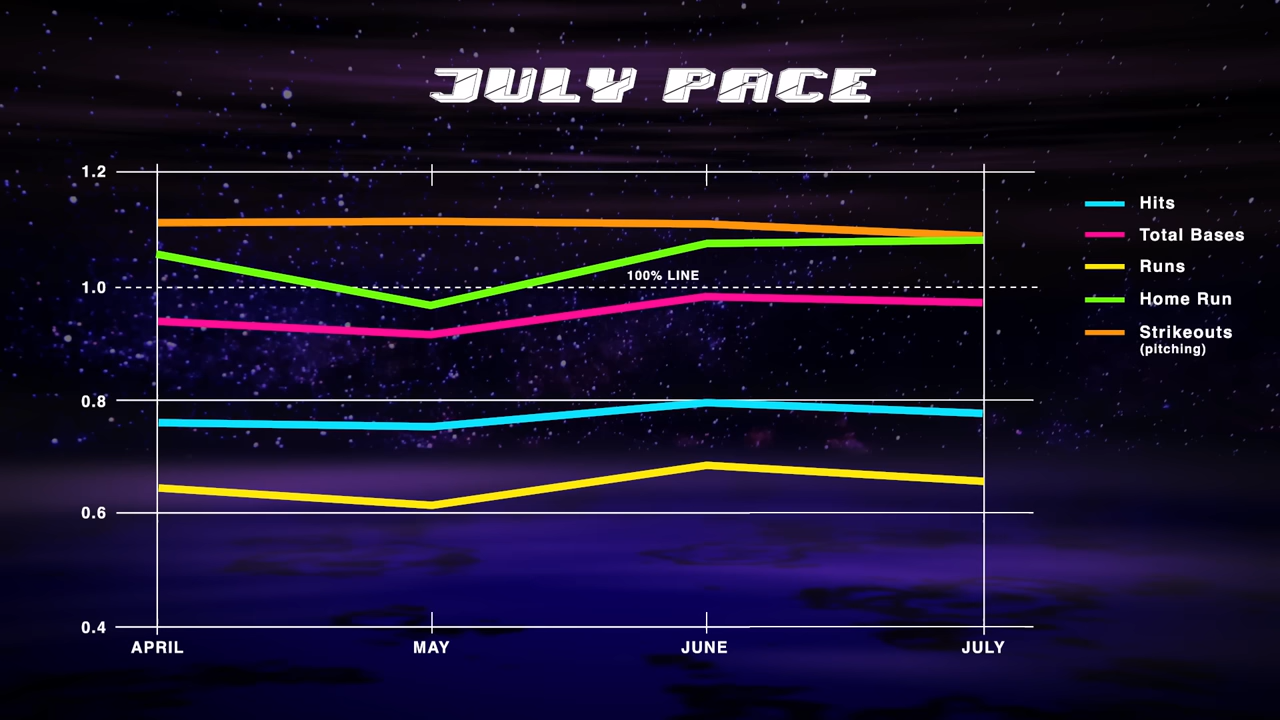 JULY PACE
1.2
Hits
Total Bases
Runs
100% LINE
1.0
Home Run
Strikeouts
(pitching)
0.8
0.6
0.4
APRIL MAY JUNE JULY